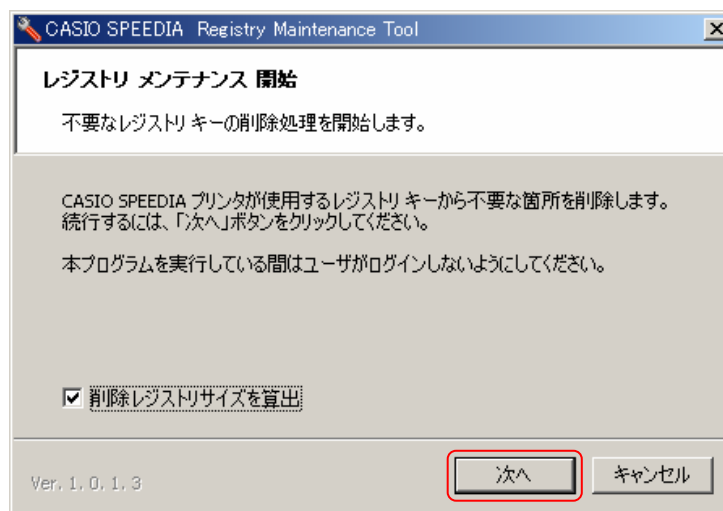 CASIO SPEEDIA Registry Maintenance Tool
レジストリ メンテナンス 開始
不要なレジストリ キーの削除処理を開始します。
CASIO SPEEDIA プリンタが使用するレジストリ キーから不要な箇所を削除します。
続行するには、「次へ」ボタンをクリックしてください。
本プログラムを実行している間はユーザがログインしないようにしてください。
削除レジストリサイズを算出
Ver. 1. 0. 1. 3
次へ
キャンセル